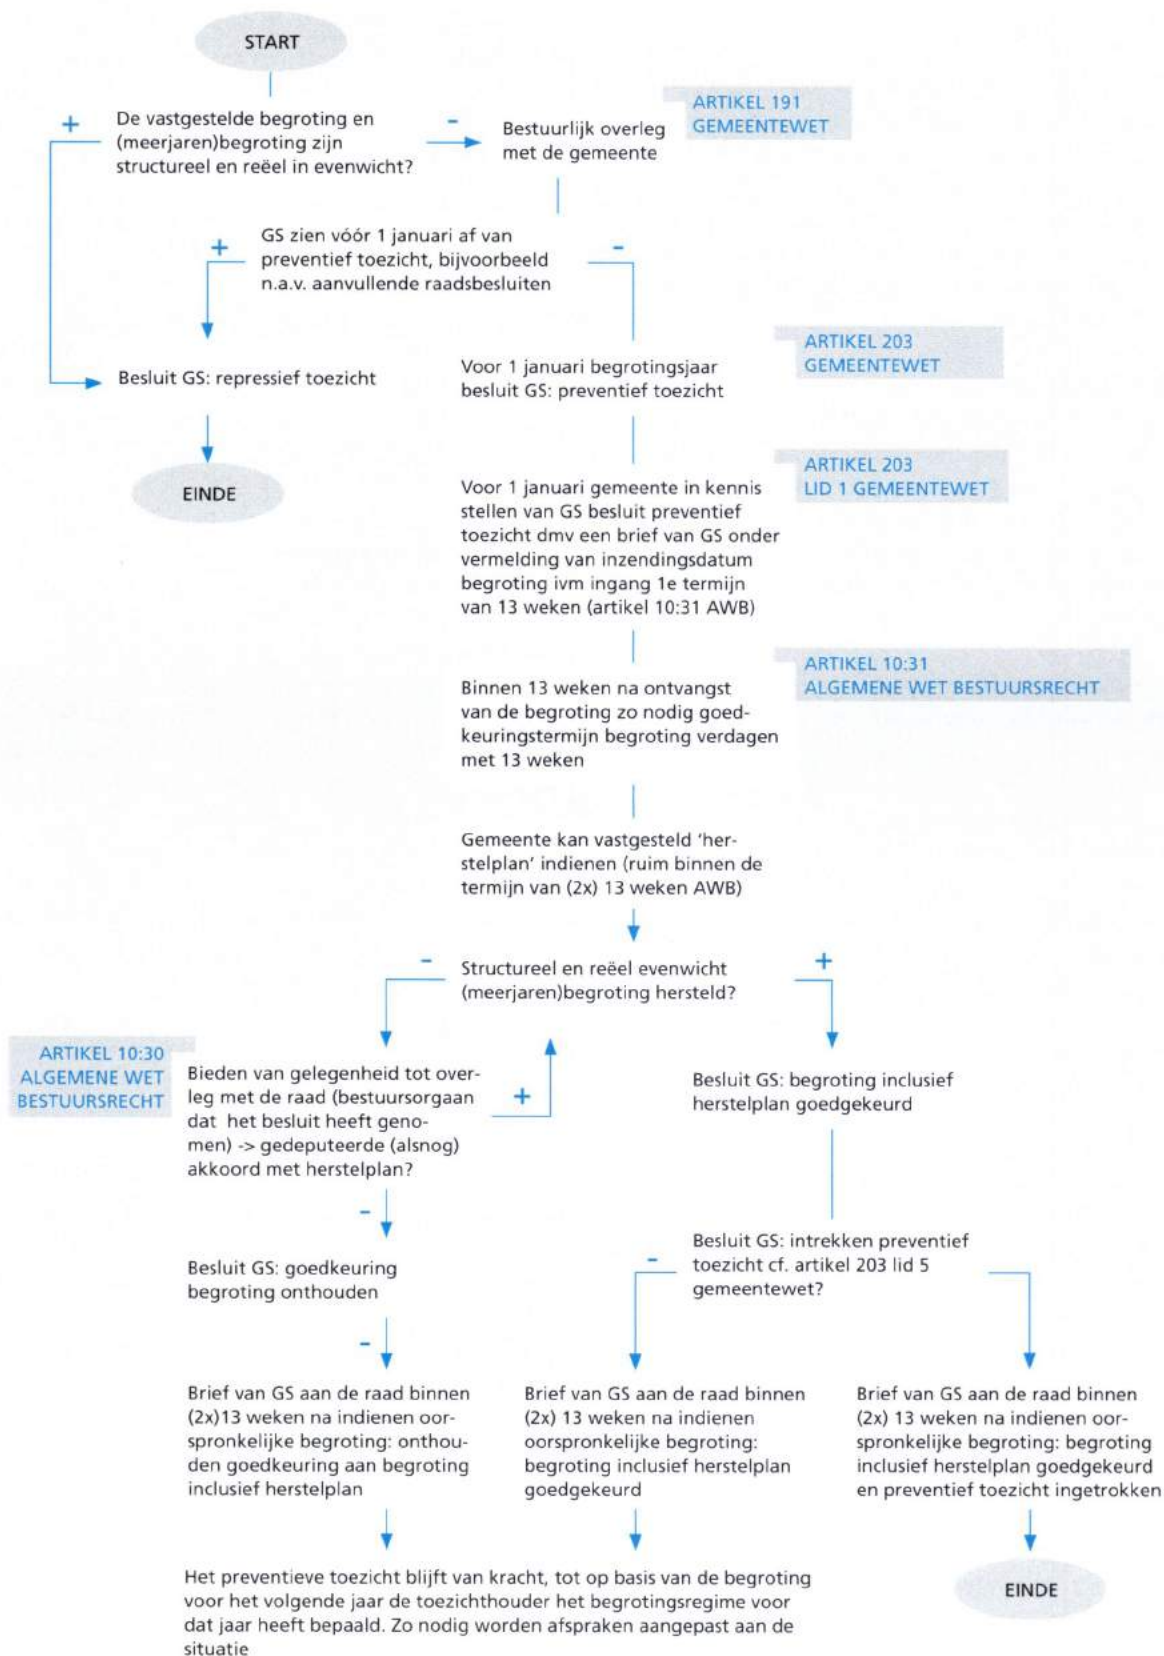 START
+
De vastgestelde begroting en
(meerjaren)begroting zijn
structureel en reëel in evenwicht?
-
Bestuurlijk overleg
met de gemeente
ARTIKEL 191
GEMEENTEWET
+
GS zien vóór 1 januari af van
preventief toezicht, bijvoorbeeld
n.a.v. aanvullende raadsbesluiten
-
Besluit GS: repressief toezicht
EINDE
Voor 1 januari begrotingsjaar
besluit GS: preventief toezicht
ARTIKEL 203
GEMEENTEWET
Voor 1 januari gemeente in kennis
stellen van GS besluit preventief
toezicht dmv een brief van GS onder
vermelding van inzendingsdatum
begroting ivm ingang 1e termijn
van 13 weken (artikel 10:31 AWB)
ARTIKEL 203
LID 1 GEMEENTEWET
Binnen 13 weken na ontvangst
van de begroting zo nodig goed-
keuringstermijn begroting verdagen
met 13 weken
ARTIKEL 10:31
ALGEMENE WET BESTUURSRECHT
Gemeente kan vastgesteld ‘her-
stelplan’ indienen (ruim binnen de
termijn van (2x) 13 weken AWB)
-
Structureel en reëel evenwicht
(meerjaren)begroting hersteld?
+
ARTIKEL 10:30
ALGEMENE WET
BESTUURSRECHT
Bieden van gelegenheid tot over-
leg met de raad (bestuursorgaan
dat het besluit heeft geno-
men) -> gedeputeerde (alsnog)
akkoord met herstelplan?
+
Besluit GS: begroting inclusief
herstelplan goedgekeurd
-
Besluit GS: goedkeuring
begroting onthouden
-
Besluit GS: intrekken preventief
toezicht cf. artikel 203 lid 5
gemeentewet?
-
Brief van GS aan de raad binnen
(2x)13 weken na indienen oor-
spronkelijke begroting: onthou-
den goedkeuring aan begroting
inclusief herstelplan
Brief van GS aan de raad binnen
(2x) 13 weken na indienen
oorspronkelijke begroting:
begroting inclusief herstelplan
goedgekeurd
Brief van GS aan de raad binnen
(2x) 13 weken na indienen oor-
spronkelijke begroting: begroting
inclusief herstelplan goedgekeurd
en preventief toezicht ingetrokken
Het preventieve toezicht blijft van kracht, tot op basis van de begroting
voor het volgende jaar de toezichthouder het begrotingsregime voor
dat jaar heeft bepaald. Zo nodig worden afspraken aangepast aan de
situatie
EINDE